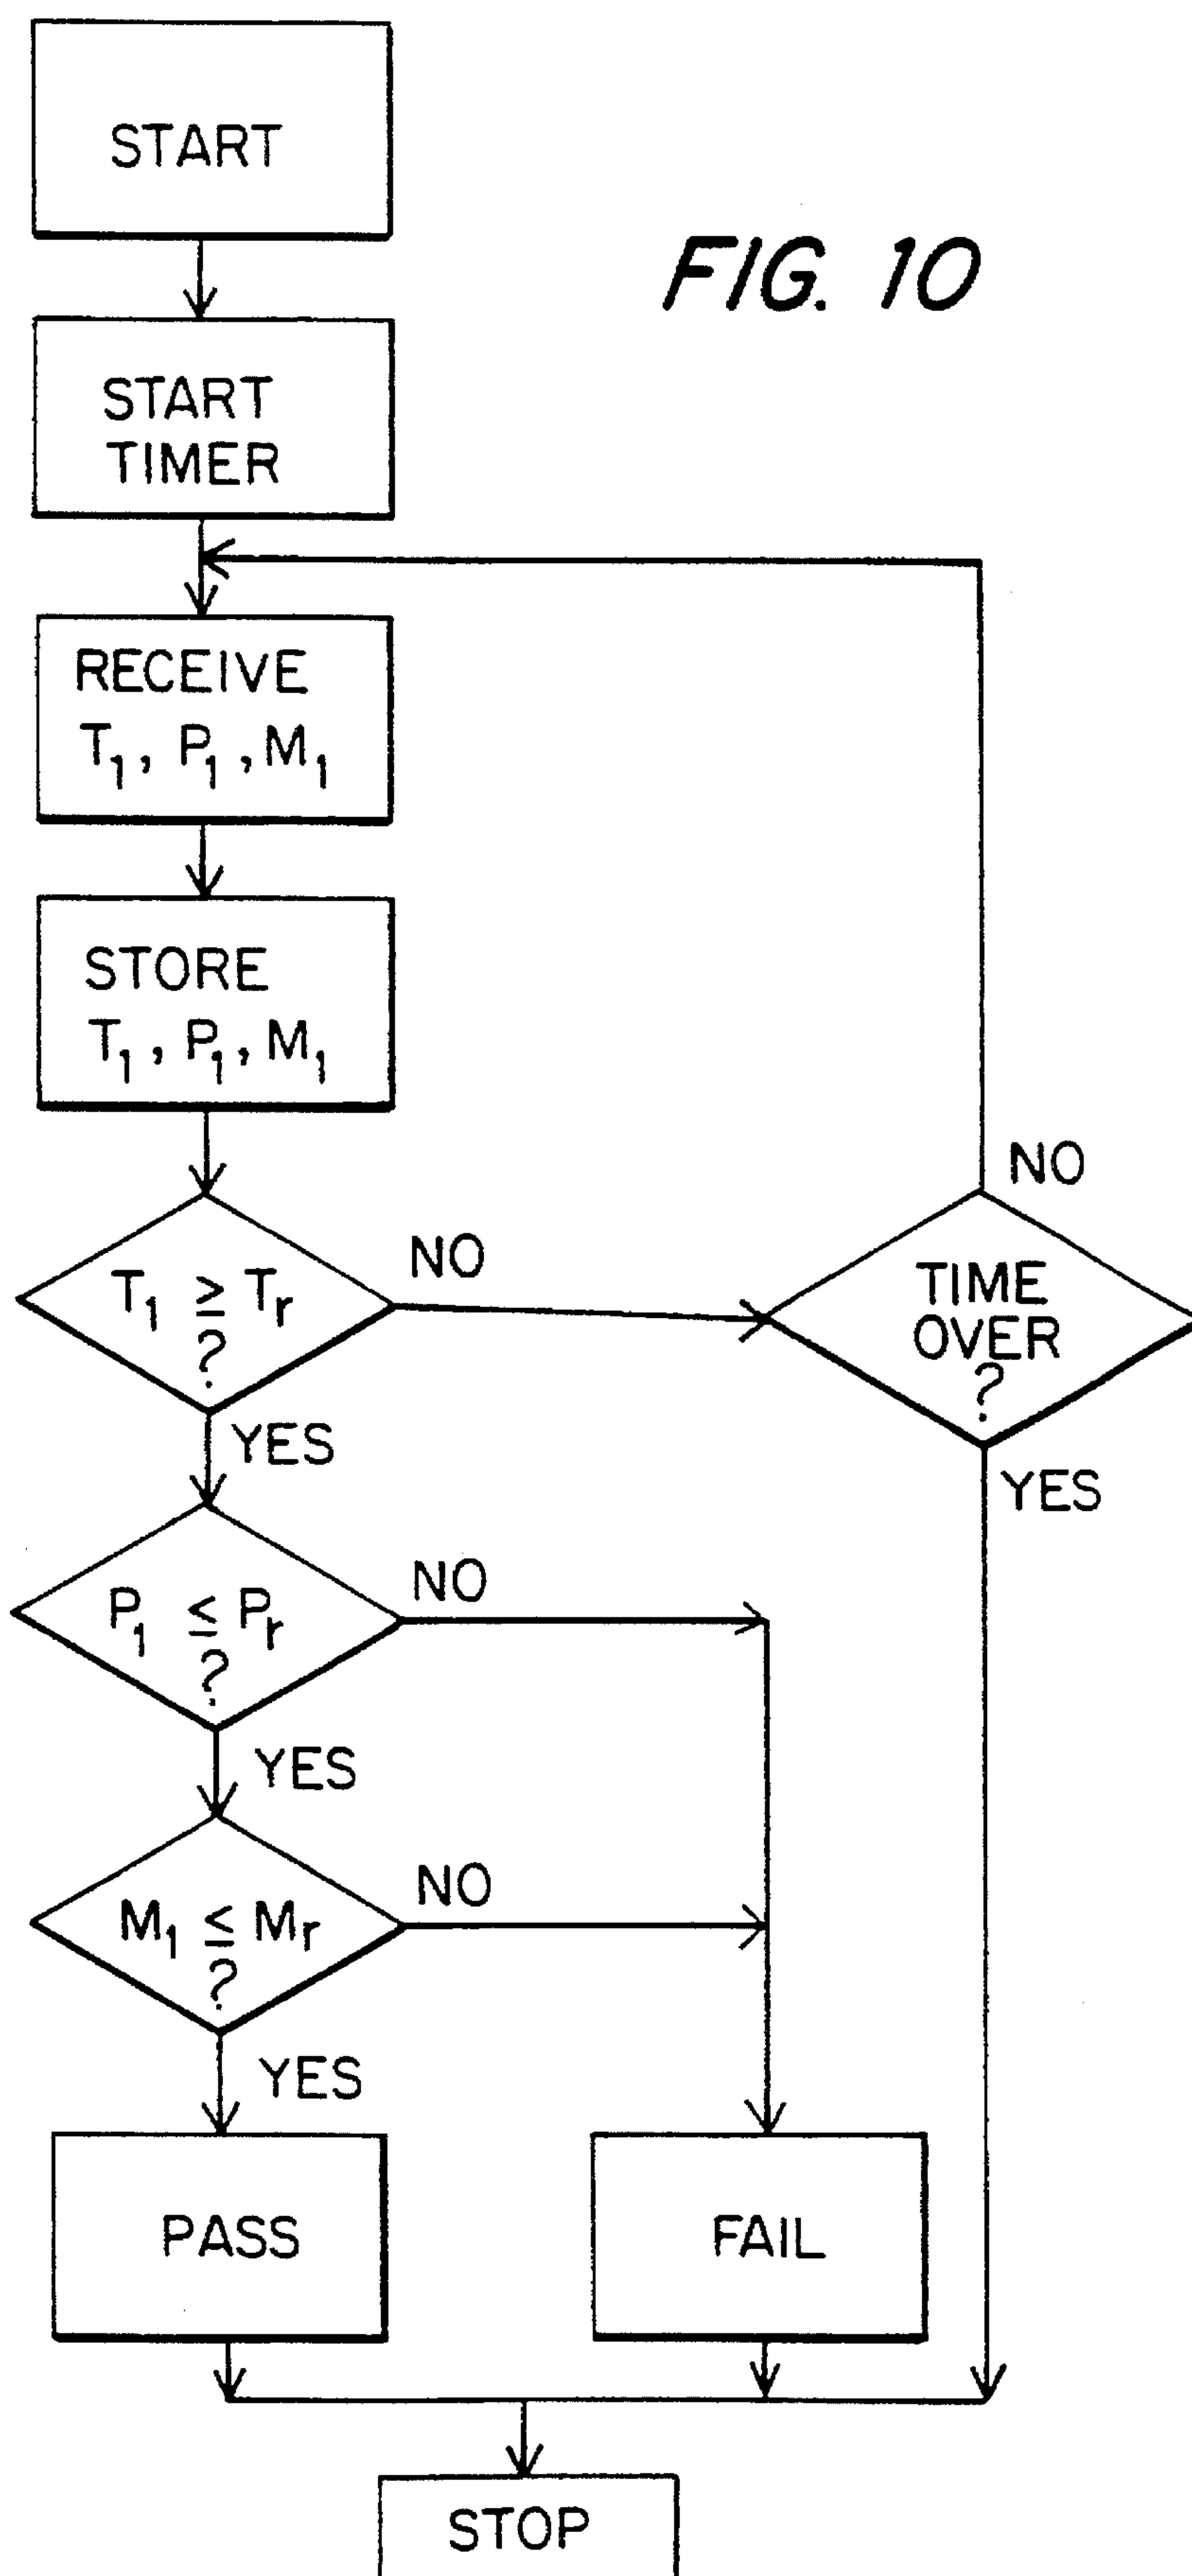 START
FIG. 10
START
TIMER
RECEIVE
T₁, P₁, M₁
STORE
T₁, P₁, M₁
NO
T₁ ≥ Tr
?
NO
TIME
OVER
?
YES
YES
P₁ ≤ Pr
?
NO
YES
M₁ ≤ Mr
?
NO
YES
PASS
FAIL
STOP